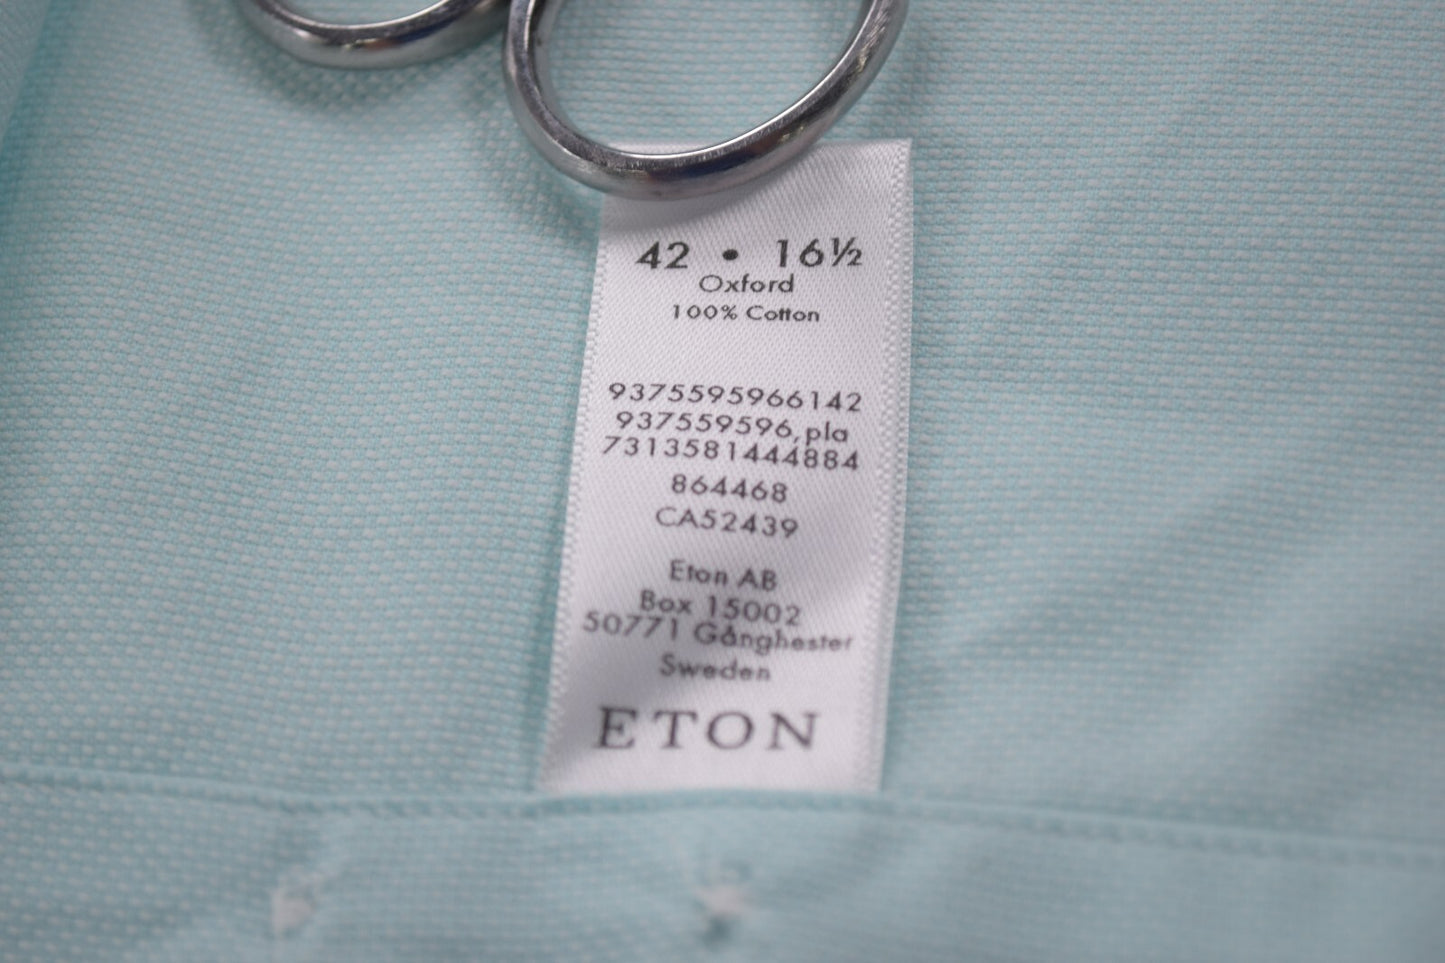 42 • 16½
Oxford
100% Cotton
9375595966142
937559596,pla
7313581444884
864468
CA52439
Eton AB
Box 15002
50771 Gånghester
Sweden
ETON